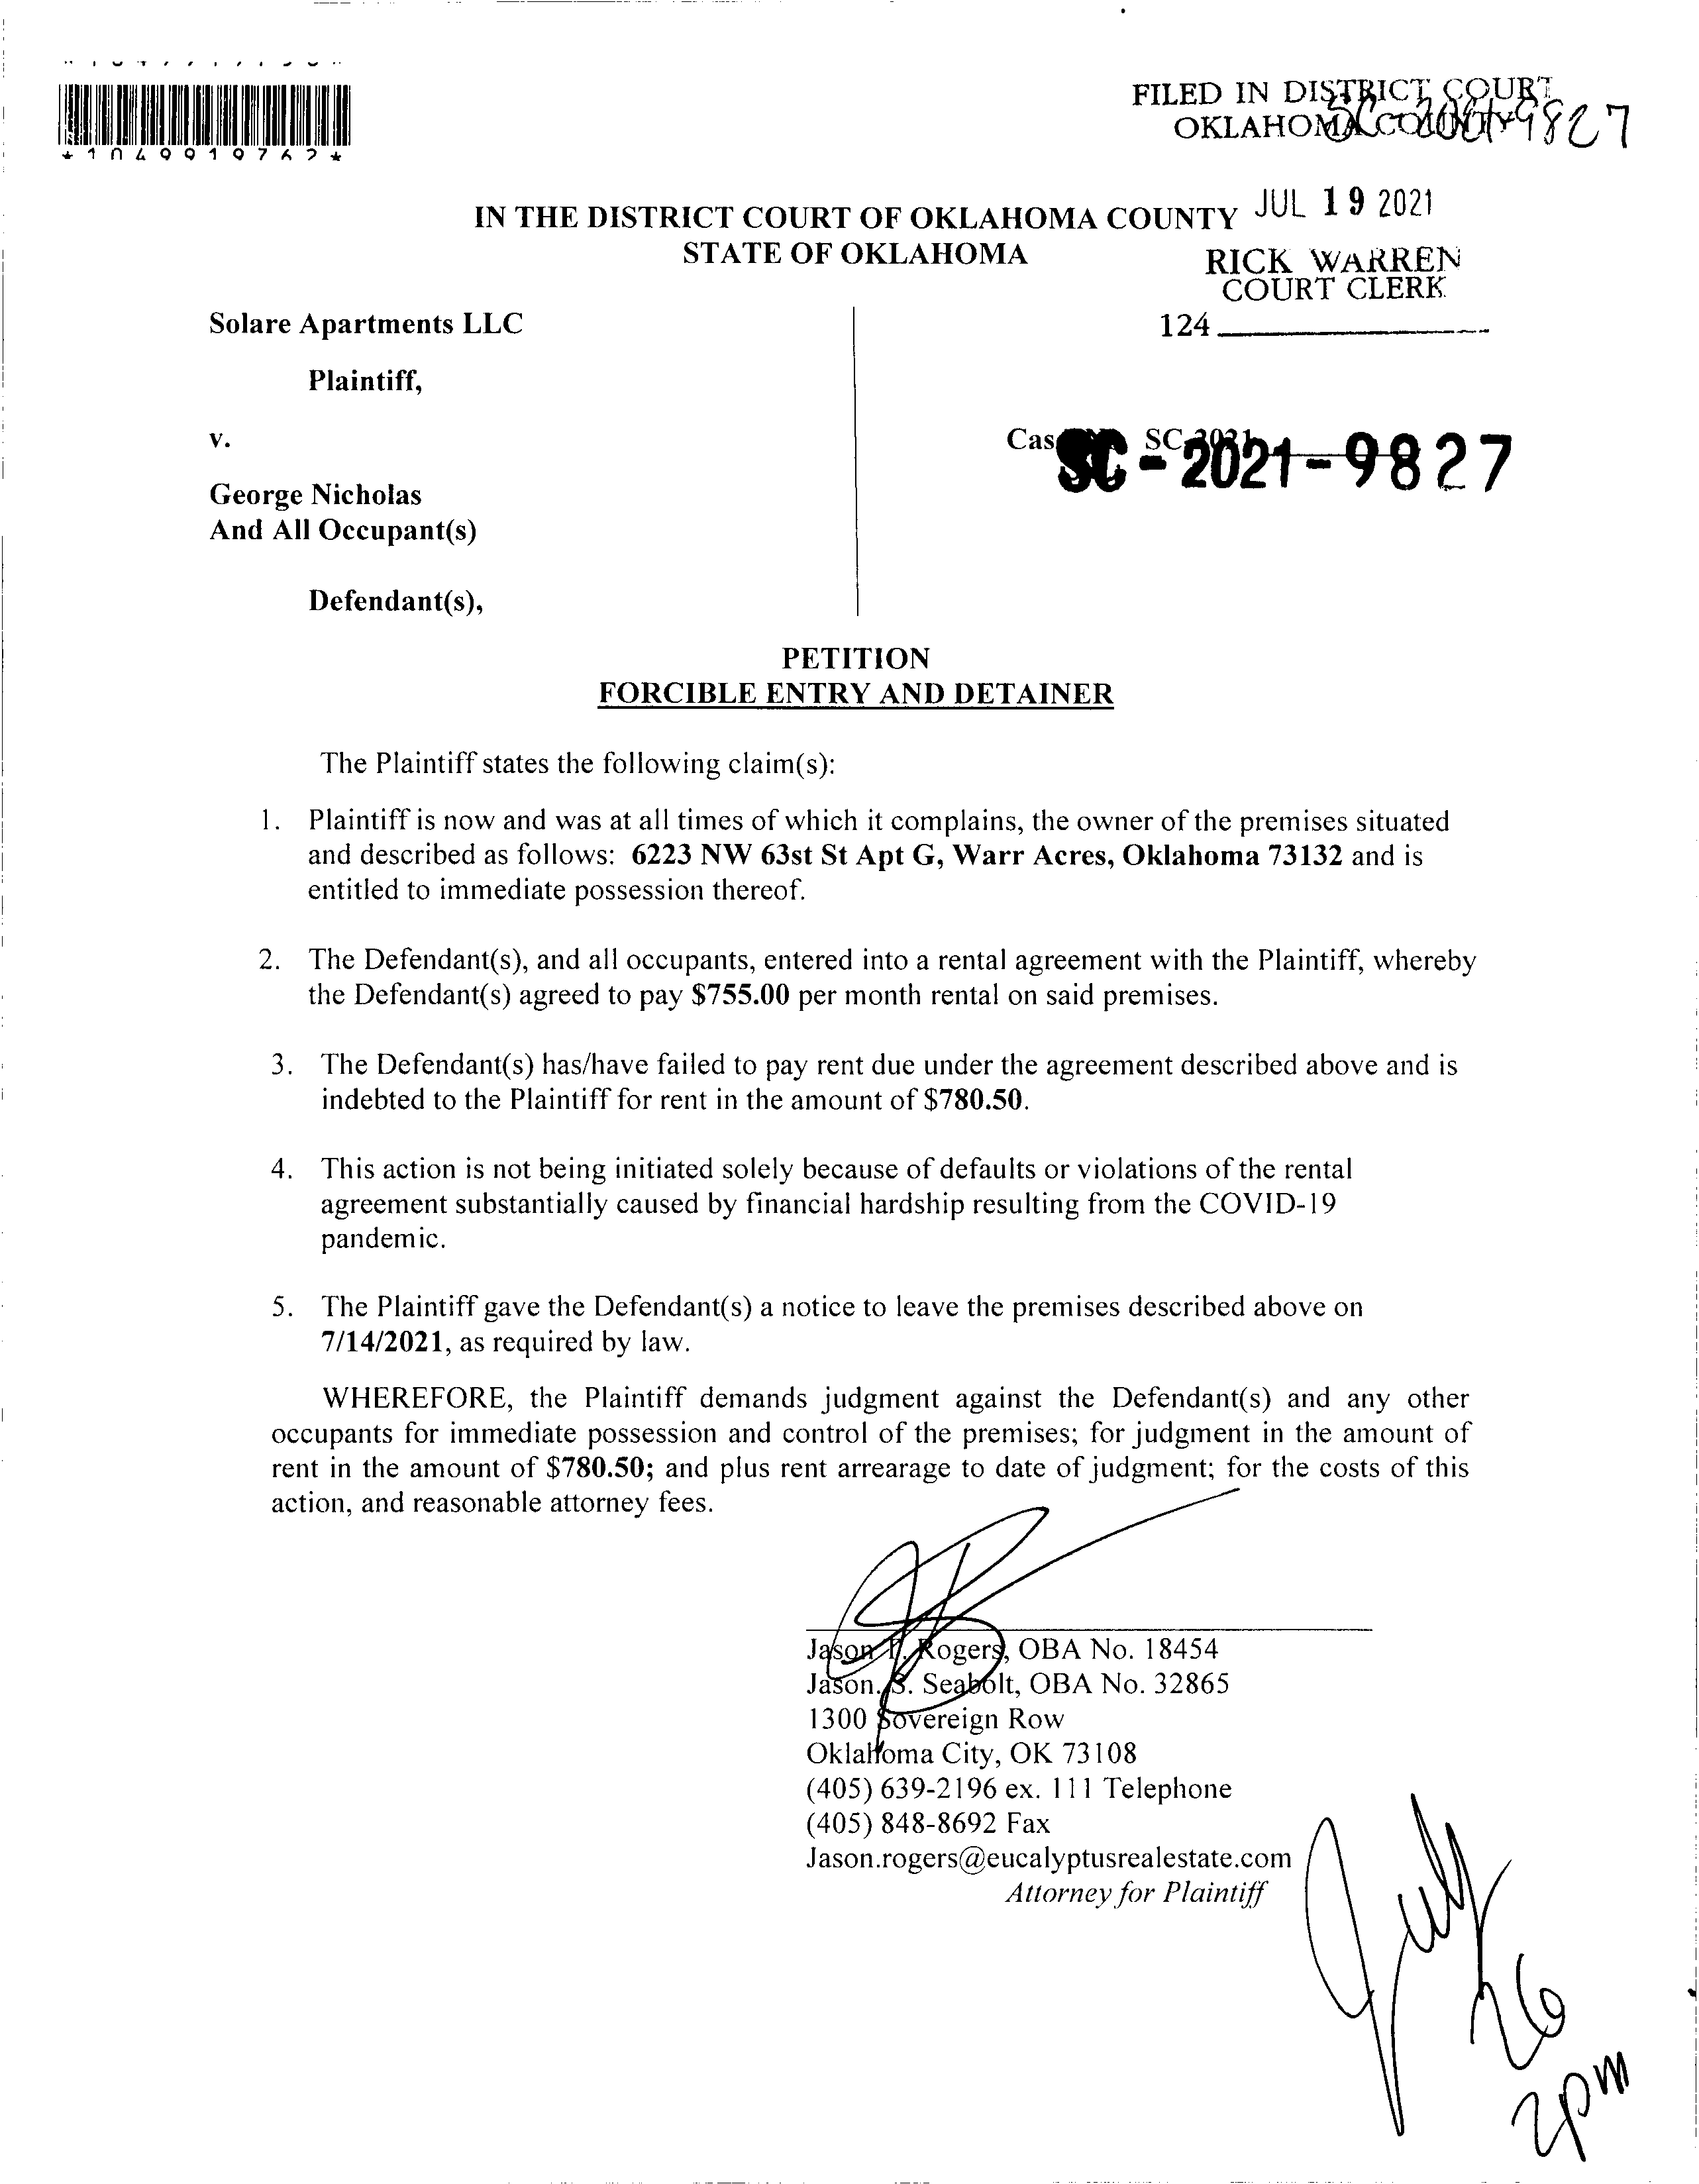 *1049919762*
FILED IN DISTRICT COURT
OKLAHOMA COUNTY
SC-2021-9827
JUL 19 2021
IN THE DISTRICT COURT OF OKLAHOMA COUNTY
STATE OF OKLAHOMA
RICK WARREN
COURT CLERK
124
Solare Apartments LLC
Plaintiff,
v.
SC-2021-9827
George Nicholas
And All Occupant(s)
Defendant(s),
PETITION
FORCIBLE ENTRY AND DETAINER
The Plaintiff states the following claim(s):
1. Plaintiff is now and was at all times of which it complains, the owner of the premises situated
and described as follows: 6223 NW 63st St Apt G, Warr Acres, Oklahoma 73132 and is
entitled to immediate possession thereof.
2. The Defendant(s), and all occupants, entered into a rental agreement with the Plaintiff, whereby
the Defendant(s) agreed to pay $755.00 per month rental on said premises.
3. The Defendant(s) has/have failed to pay rent due under the agreement described above and is
indebted to the Plaintiff for rent in the amount of $780.50.
4. This action is not being initiated solely because of defaults or violations of the rental
agreement substantially caused by financial hardship resulting from the COVID-19
pandemic.
5. The Plaintiff gave the Defendant(s) a notice to leave the premises described above on
7/14/2021, as required by law.
WHEREFORE, the Plaintiff demands judgment against the Defendant(s) and any other
occupants for immediate possession and control of the premises; for judgment in the amount of
rent in the amount of $780.50; and plus rent arrearage to date of judgment; for the costs of this
action, and reasonable attorney fees.
Jason Rogers, OBA No. 18454
Jason. S. Seabolt, OBA No. 32865
1300 Sovereign Row
Oklahoma City, OK 73108
(405) 639-2196 ex. 111 Telephone
(405) 848-8692 Fax
Jason.rogers@eucalyptusrealestate.com
Attorney for Plaintiff
July
26
2pm